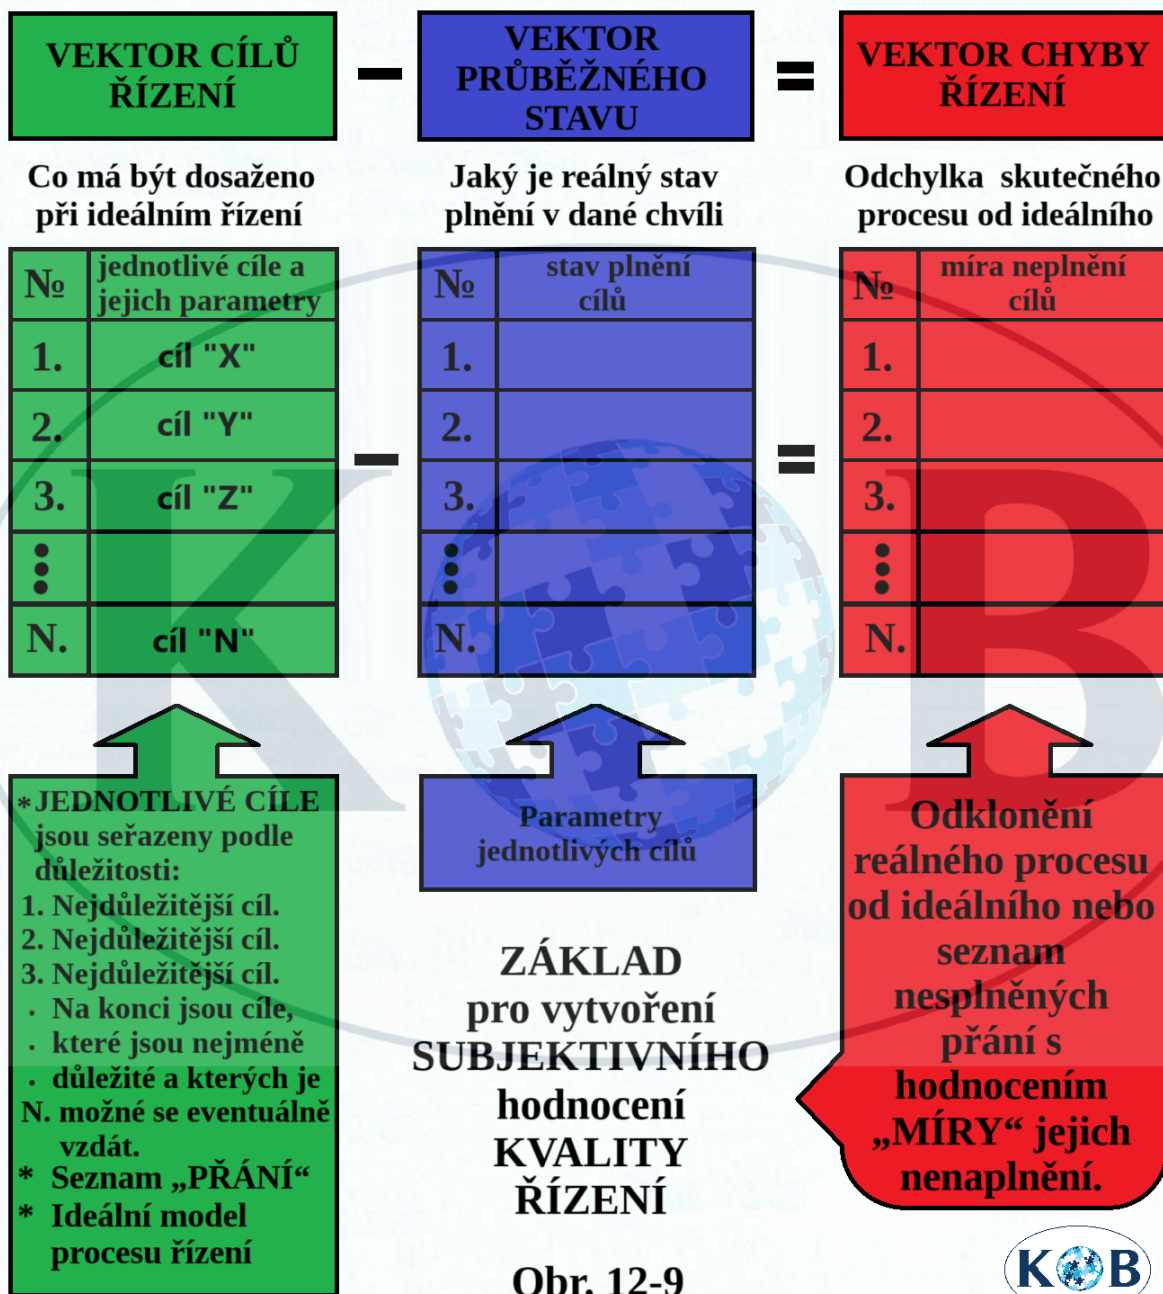 VEKTOR CÍLŮ
ŘÍZENÍ
–
VEKTOR
PRŮBĚŽNÉHO
STAVU
=
VEKTOR CHYBY
ŘÍZENÍ
Co má být dosaženo
při ideálním řízení
Jaký je reálný stav
plnění v dané chvíli
Odchylka skutečného
procesu od ideálního
№
jednotlivé cíle a
jejich parametry
1. cíl "X"
2. cíl "Y"
3. cíl "Z"
⋮
N. cíl "N"
–
№
stav plnění
cílů
1.
2.
3.
⋮
N.
=
№
míra neplnění
cílů
1.
2.
3.
⋮
N.
* JEDNOTLIVÉ CÍLE
jsou seřazeny podle
důležitosti:
1. Nejdůležitější cíl.
2. Nejdůležitější cíl.
3. Nejdůležitější cíl.
. Na konci jsou cíle,
. které jsou nejméně
. důležité a kterých je
N. možné se eventuálně
vzdát.
* Seznam „PŘÁNÍ“
* Ideální model
procesu řízení
Parametry
jednotlivých cílů
ZÁKLAD
pro vytvoření
SUBJEKTIVNÍHO
hodnocení
KVALITY
ŘÍZENÍ
Obr. 12-9
Odklonění
reálného procesu
od ideálního nebo
seznam
nesplněných
přání s
hodnocením
„MÍRY“ jejich
nenaplnění.
K B
K B